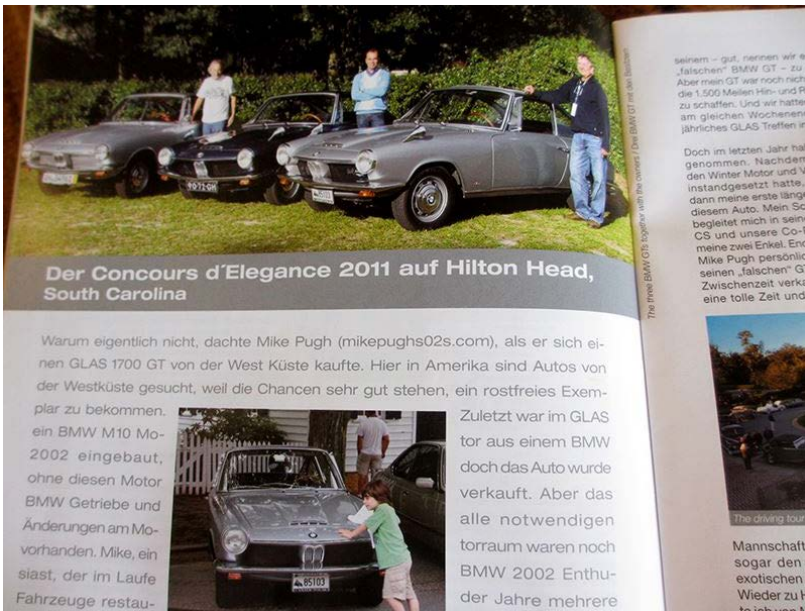 Der Concours d´Elegance 2011 auf Hilton Head,
South Carolina
Warum eigentlich nicht, dachte Mike Pugh (mikepughs02s.com), als er sich ei-
nen GLAS 1700 GT von der West Küste kaufte. Hier in Amerika sind Autos von
der Westküste gesucht, weil die Chancen sehr gut stehen, ein rostfreies Exem-
plar zu bekommen. Zuletzt war im GLAS
ein BMW M10 Mo- tor aus einem BMW
2002 eingebaut, doch das Auto wurde
ohne diesen Motor verkauft. Aber das
BMW Getriebe und alle notwendigen
Änderungen am Mo- torraum waren noch
vorhanden. Mike, ein BMW 2002 Enthu-
siast, der im Laufe der Jahre mehrere
Fahrzeuge restau-
85103
The three BMW GTs together with the owners / Drei BMW GT mit den Besitzern
seinem – gut, nennen wir e
„falschen" BMW GT – zu
Aber mein GT war noch nich
die 1.500 Meilen Hin- und R
zu schaffen. Und wir hatte
am gleichen Wochenen
jährliches GLAS Treffen in
Doch im letzten Jahr ha
genommen. Nachdem
den Winter Motor und V
instandgesetzt hatte,
dann meine erste läng
diesem Auto. Mein Sc
begleitet mich in sein
CS und unsere Co-
meine zwei Enkel. En
Mike Pugh persönlic
seinen „falschen" G
Zwischenzeit verka
eine tolle Zeit und
The driving tour
Mannschaft
sogar den
exotischen
Wieder zu H